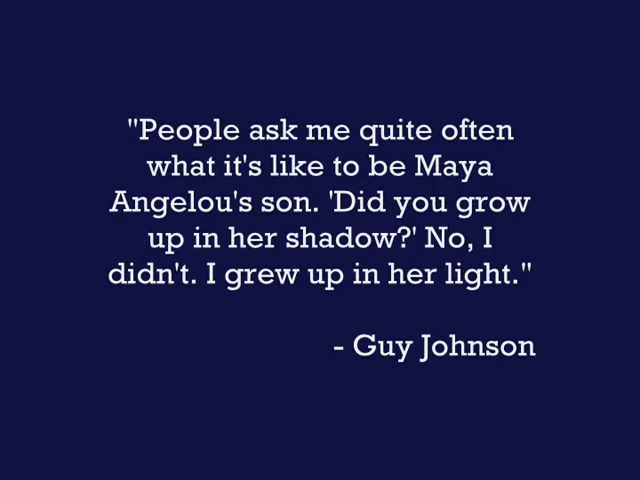 "People ask me quite often
what it's like to be Maya
Angelou's son. 'Did you grow
up in her shadow?' No, I
didn't. I grew up in her light."
- Guy Johnson